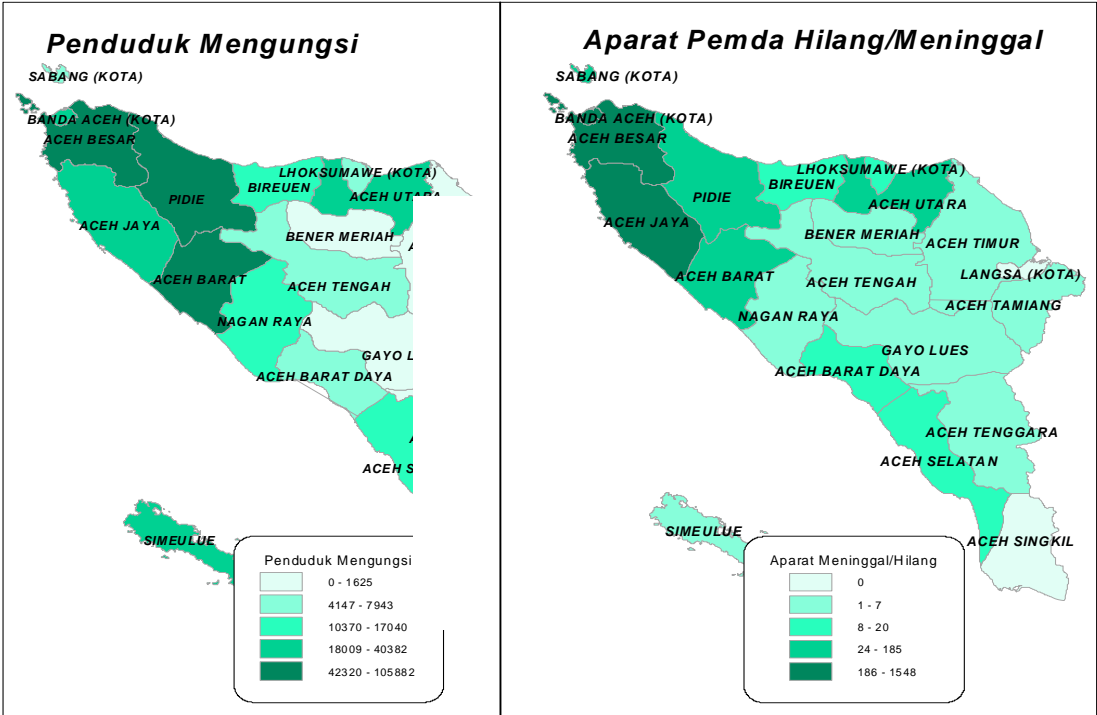 Penduduk Mengungsi
SABANG (KOTA)
BANDA ACEH (KOTA)
ACEH BESAR
LHOKSUMAWE (KOTA)
BIREUEN
PIDIE
ACEH UTARA
ACEH JAYA
BENER MERIAH
ACEH BARAT
ACEH TENGAH
NAGAN RAYA
GAYO L
ACEH BARAT DAYA
ACEH S
SIMEULUE
Penduduk Mengungsi
0 - 1625
4147 - 7943
10370 - 17040
18009 - 40382
42320 - 105882
Aparat Pemda Hilang/Meninggal
SABANG (KOTA)
BANDA ACEH (KOTA)
ACEH BESAR
LHOKSUMAWE (KOTA)
BIREUEN
PIDIE
ACEH UTARA
ACEH JAYA
BENER MERIAH
ACEH TIMUR
ACEH BARAT
LANGSA (KOTA)
ACEH TENGAH
ACEH TAMIANG
NAGAN RAYA
GAYO LUES
ACEH BARAT DAYA
ACEH TENGGARA
ACEH SELATAN
SIMEULUE
ACEH SINGKIL
Aparat Meninggal/Hilang
0
1 - 7
8 - 20
24 - 185
186 - 1548